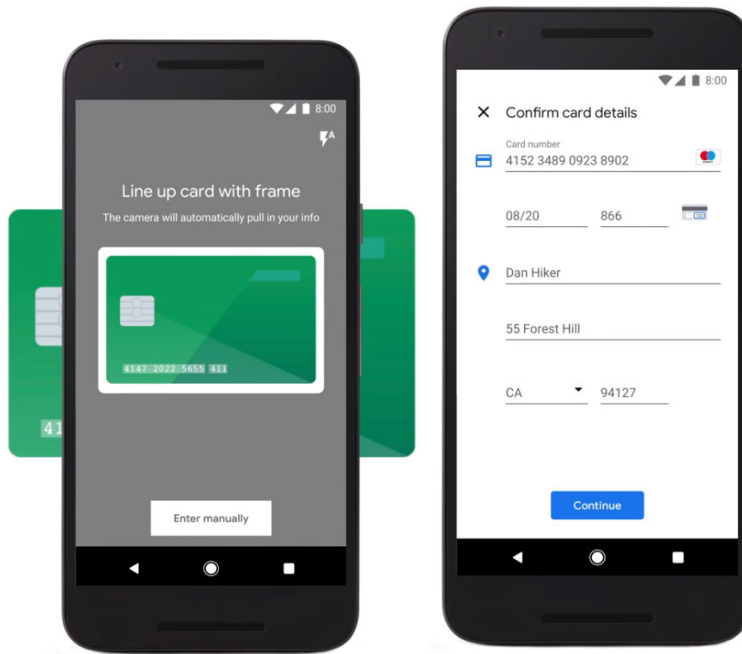 8:00
A
Line up card with frame
The camera will automatically pull in your info
4147 2022 5655 411
41
Enter manually
8:00
Confirm card details
Card number
4152 3489 0923 8902
08/20 866
Dan Hiker
55 Forest Hill
CA 94127
Continue